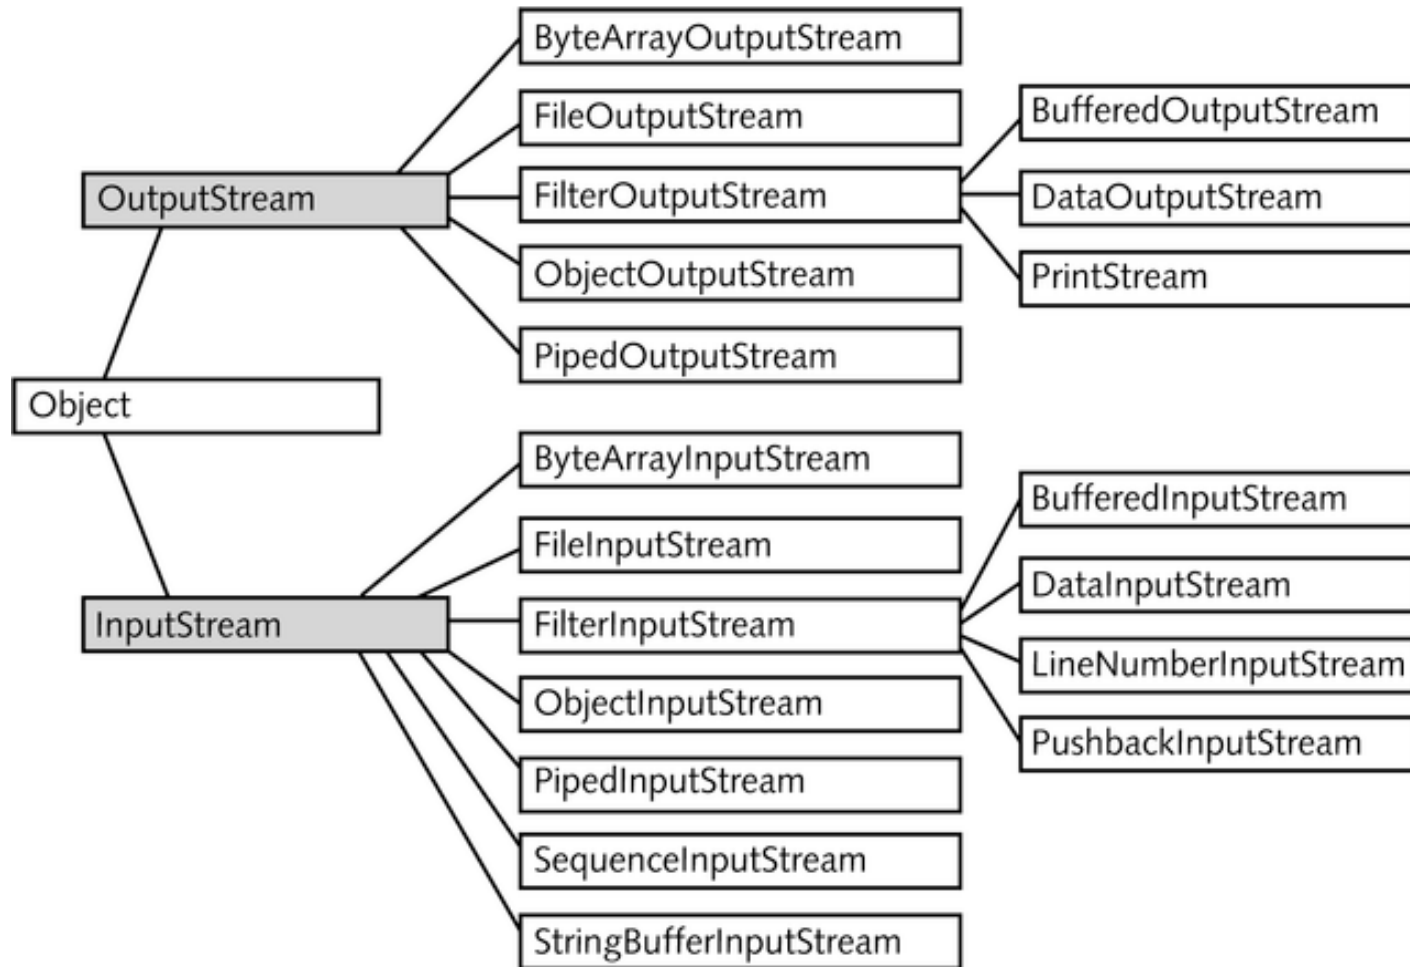 ByteArrayOutputStream
FileOutputStream
BufferedOutputStream
OutputStream
FilterOutputStream
DataOutputStream
ObjectOutputStream
PrintStream
PipedOutputStream
Object
ByteArrayInputStream
BufferedInputStream
FileInputStream
DataInputStream
InputStream
FilterInputStream
LineNumberInputStream
ObjectInputStream
PushbackInputStream
PipedInputStream
SequenceInputStream
StringBufferInputStream